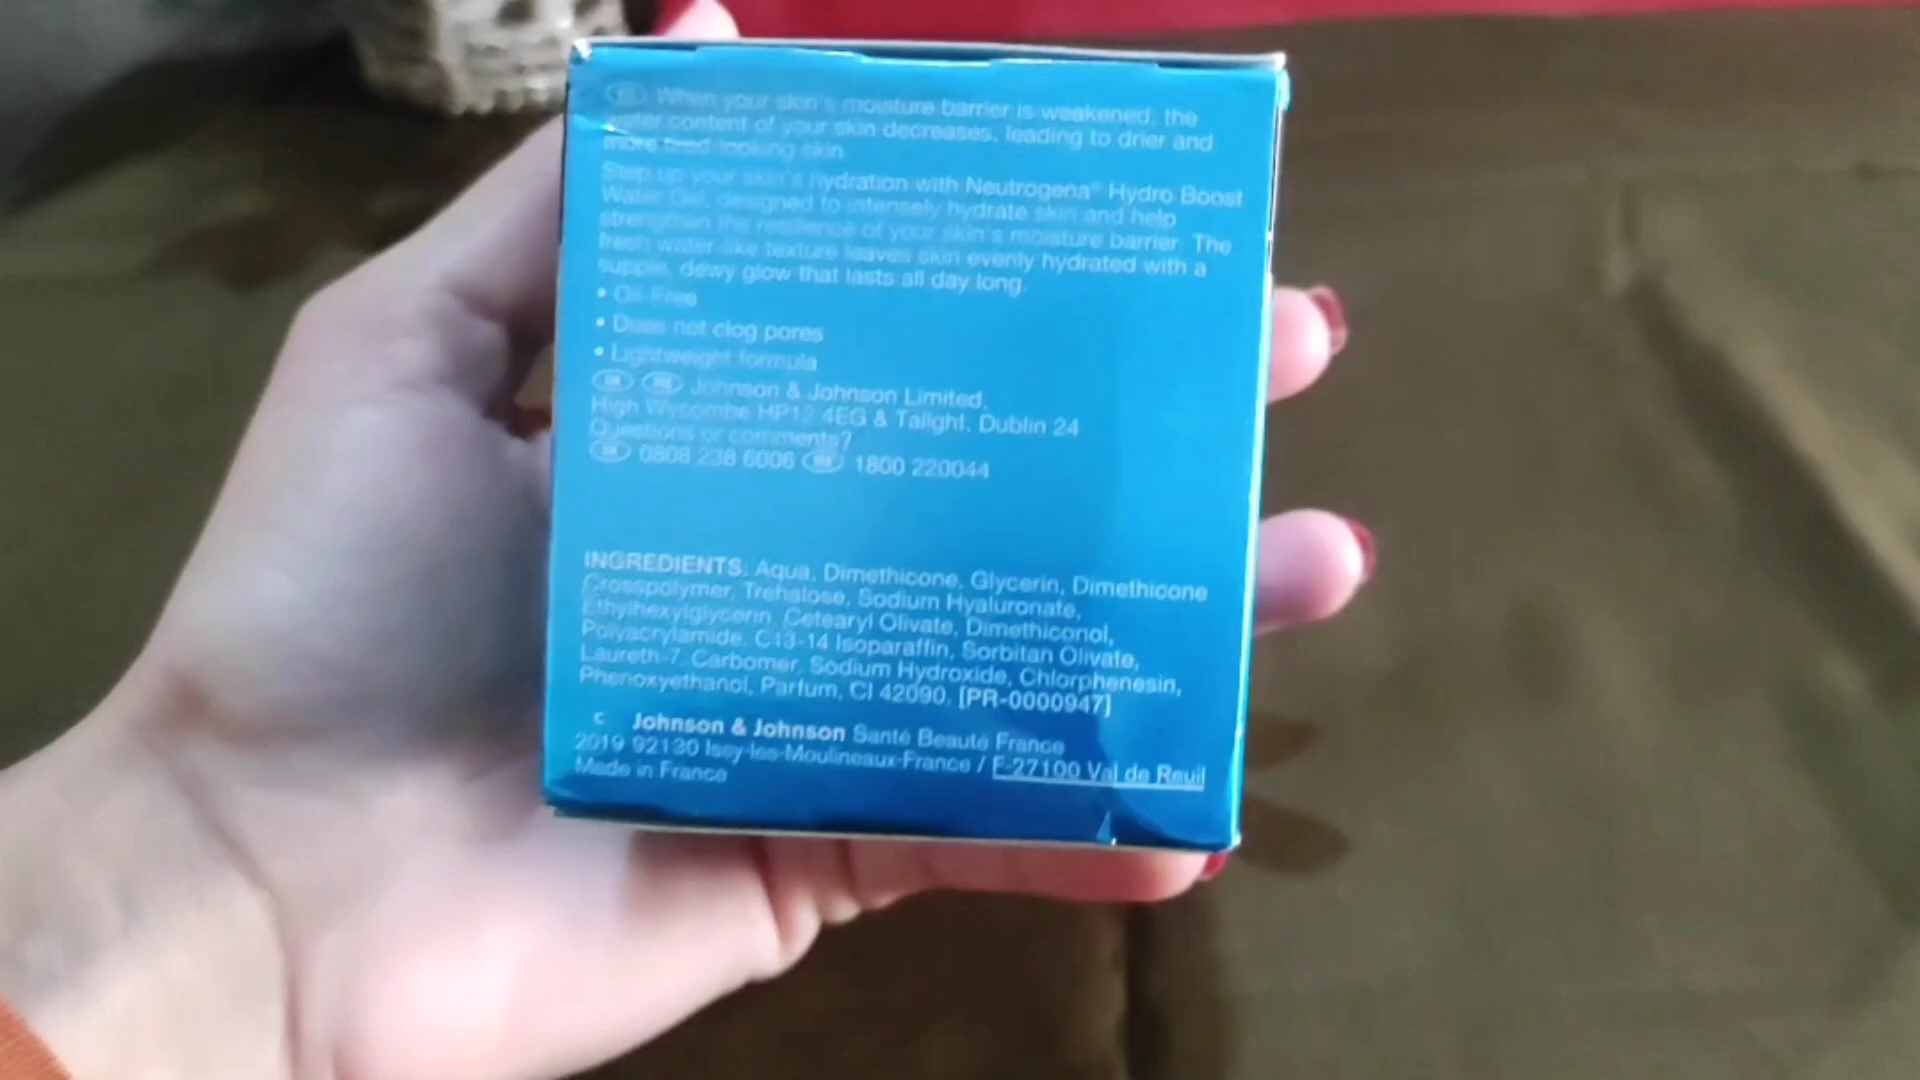 When your skin's moisture barrier is weakened, the
water content of your skin decreases, leading to drier and
more tired looking skin.
Step up your skin's hydration with Neutrogena® Hydro Boost
Water Gel, designed to intensely hydrate skin and help
strengthen the resilience of your skin's moisture barrier. The
fresh water-like texture leaves skin evenly hydrated with a
supple, dewy glow that lasts all day long.
• Oil-Free
• Does not clog pores
• Lightweight formula
Johnson & Johnson Limited,
High Wycombe HP12 4EG & Tallght, Dublin 24
Questions or comments?
0808 238 6006 1800 220044
INGREDIENTS: Aqua, Dimethicone, Glycerin, Dimethicone
Crosspolymer, Trehalose, Sodium Hyaluronate,
Ethylhexylglycerin, Cetearyl Olivate, Dimethiconol,
Polyacrylamide, C13-14 Isoparaffin, Sorbitan Olivate,
Laureth-7, Carbomer, Sodium Hydroxide, Chlorphenesin,
Phenoxyethanol, Parfum, CI 42090. [PR-0000947]
c Johnson & Johnson Santé Beauté France
2019 92130 Issy-les-Moulineaux-France / F-27100 Val de Reuil
Made in France